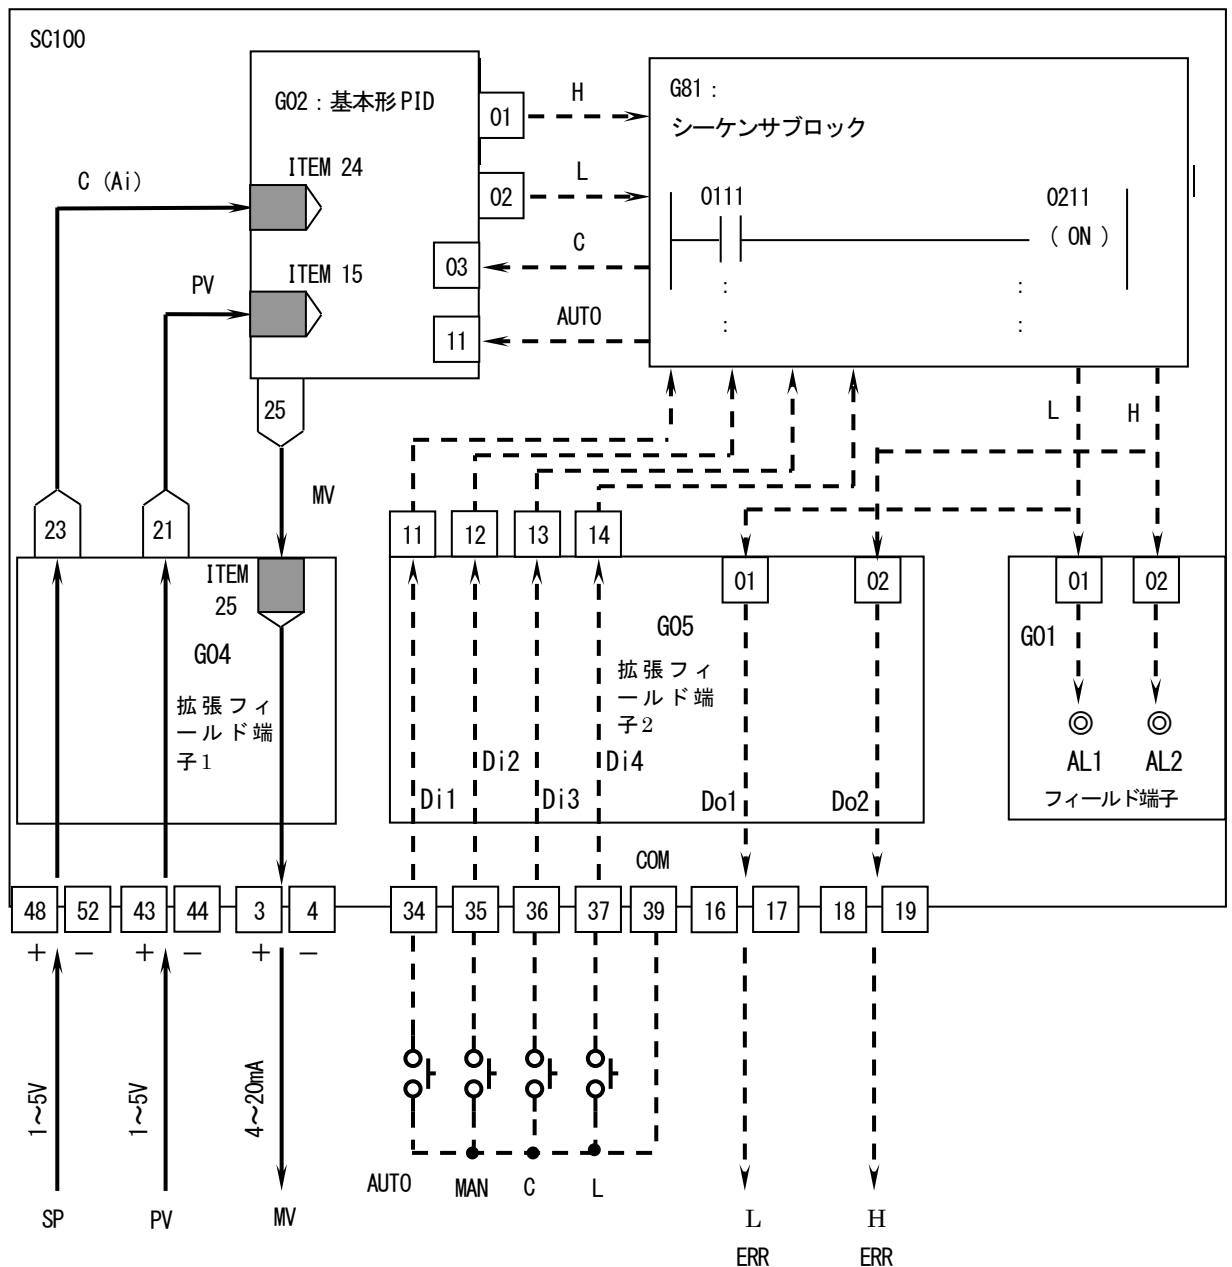 SC100
G02：基本形PID
G81：
シーケンサブロック
01
H
ITEM 24
C (Ai)
02
L
0111
0211
( ON )
03
C
ITEM 15
PV
:
:
:
:
11
AUTO
25
L
H
MV
23
21
11
12
13
14
ITEM
25
01
02
01
02
G04
拡張フィ
ールド端
子1
G05
拡張フィ
ールド端
子2
G01
AL1
AL2
フィールド端子
Di1
Di2
Di3
Di4
Do1
Do2
COM
48
52
43
44
3
4
34
35
36
37
39
16
17
18
19
＋
－
＋
－
＋
－
1～5V
1～5V
4～20mA
AUTO
MAN
C
L
SP
PV
MV
L
ERR
H
ERR